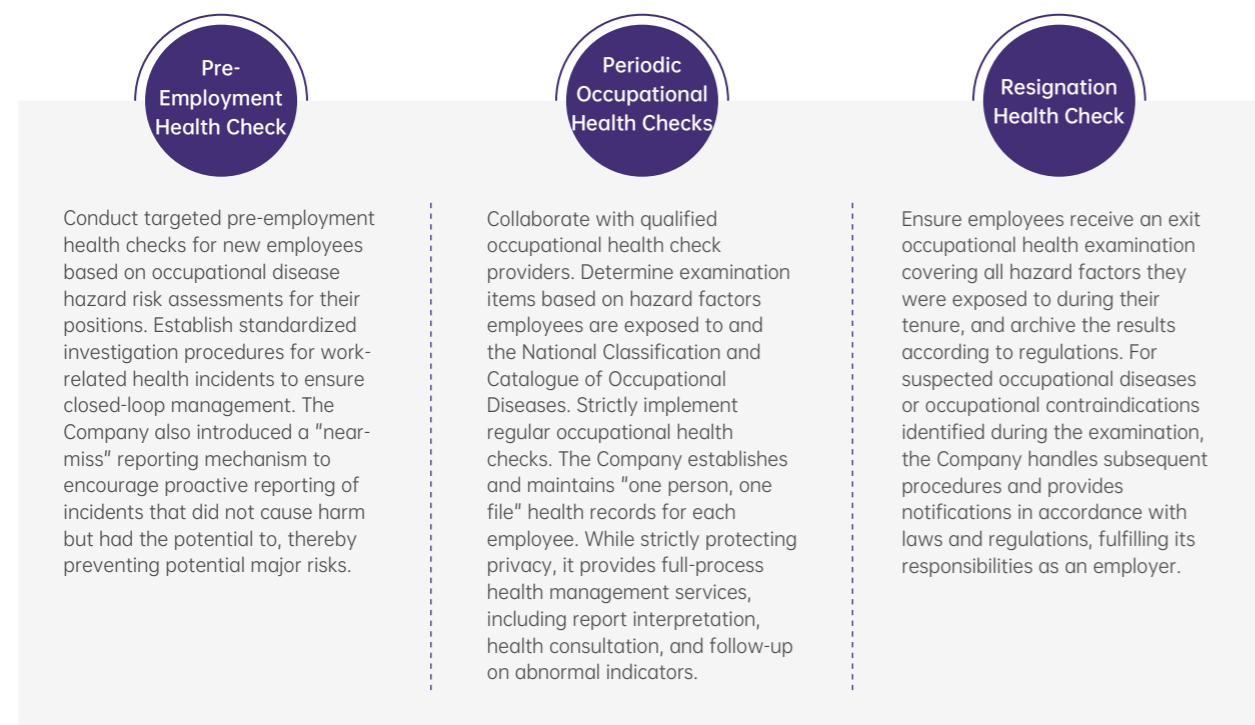 Pre-
Employment
Health Check
Conduct targeted pre-employment
health checks for new employees
based on occupational disease
hazard risk assessments for their
positions. Establish standardized
investigation procedures for work-
related health incidents to ensure
closed-loop management. The
Company also introduced a "near-
miss" reporting mechanism to
encourage proactive reporting of
incidents that did not cause harm
but had the potential to, thereby
preventing potential major risks.
Periodic
Occupational
Health Checks
Collaborate with qualified
occupational health check
providers. Determine examination
items based on hazard factors
employees are exposed to and
the National Classification and
Catalogue of Occupational
Diseases. Strictly implement
regular occupational health
checks. The Company establishes
and maintains "one person, one
file" health records for each
employee. While strictly protecting
privacy, it provides full-process
health management services,
including report interpretation,
health consultation, and follow-up
on abnormal indicators.
Resignation
Health Check
Ensure employees receive an exit
occupational health examination
covering all hazard factors they
were exposed to during their
tenure, and archive the results
according to regulations. For
suspected occupational diseases
or occupational contraindications
identified during the examination,
the Company handles subsequent
procedures and provides
notifications in accordance with
laws and regulations, fulfilling its
responsibilities as an employer.